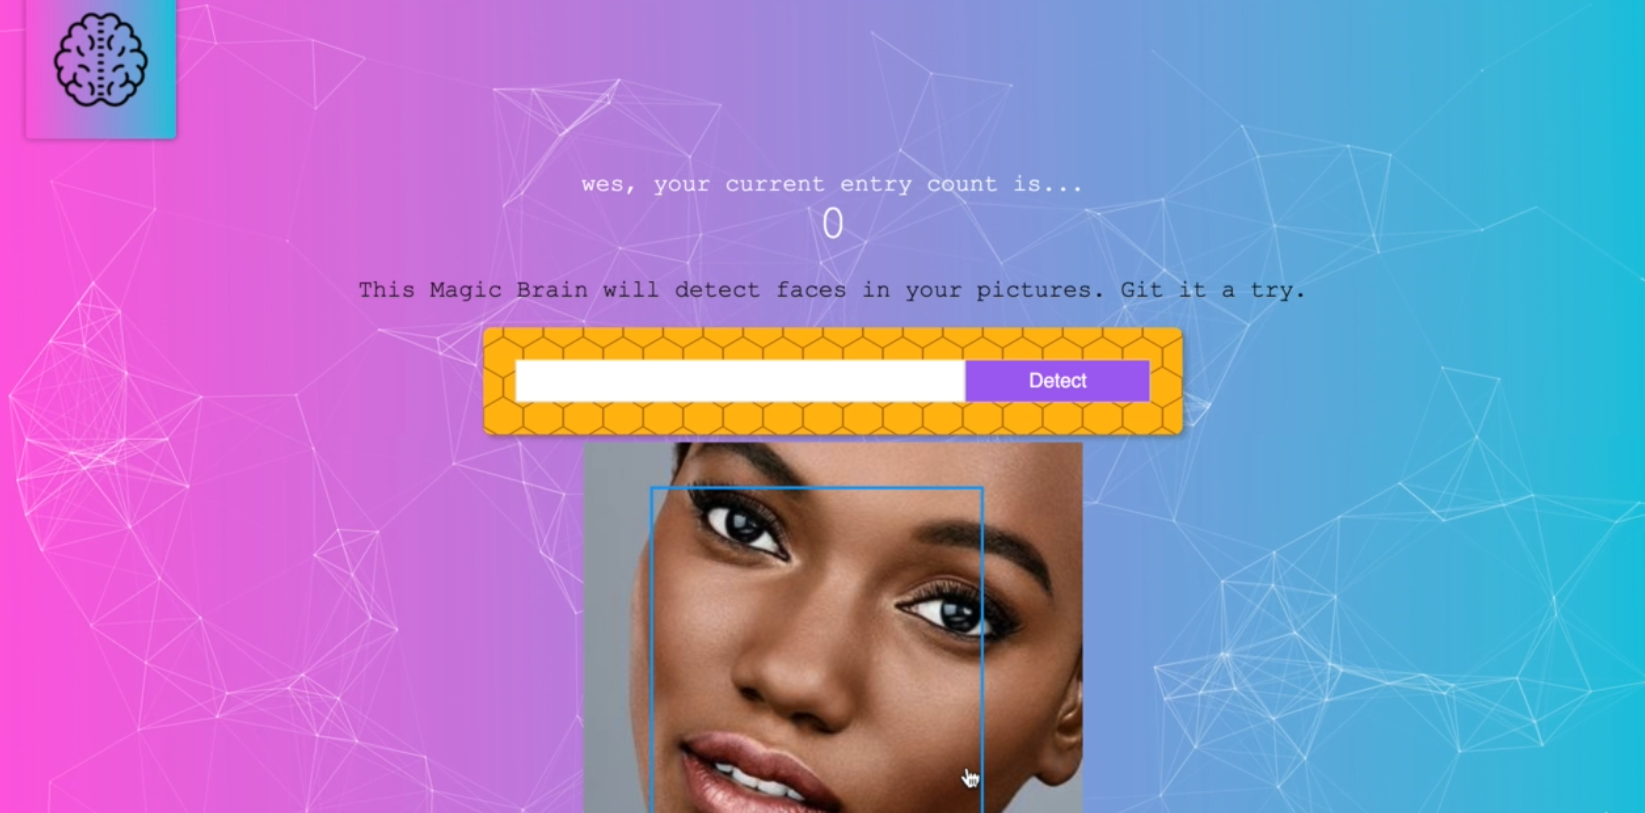 wes, your current entry count is...
0
This Magic Brain will detect faces in your pictures. Git it a try.
Detect